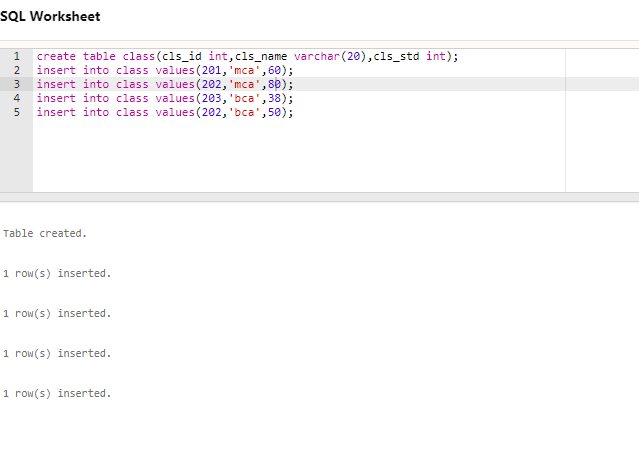 SQL Worksheet
1 create table class(cls_id int,cls_name varchar(20),cls_std int);
2 insert into class values(201,'mca',60);
3 insert into class values(202,'mca',80);
4 insert into class values(203,'bca',38);
5 insert into class values(202,'bca',50);
Table created.
1 row(s) inserted.
1 row(s) inserted.
1 row(s) inserted.
1 row(s) inserted.